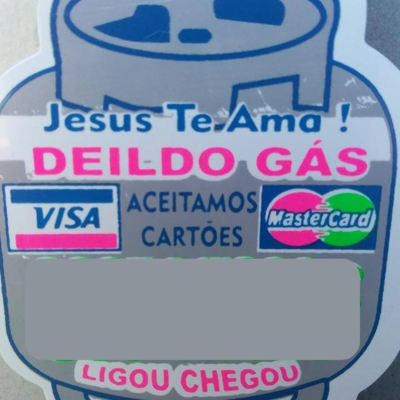 Jesus Te Ama !
DEILDO GÁS
VISA
ACEITAMOS
CARTÕES
MasterCard
LIGOU CHEGOU